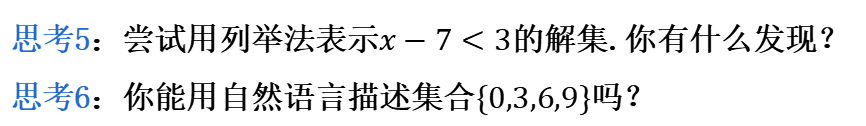 思考5：尝试用列举法表示x − 7 < 3的解集. 你有什么发现？
思考6：你能用自然语言描述集合{0,3,6,9}吗？